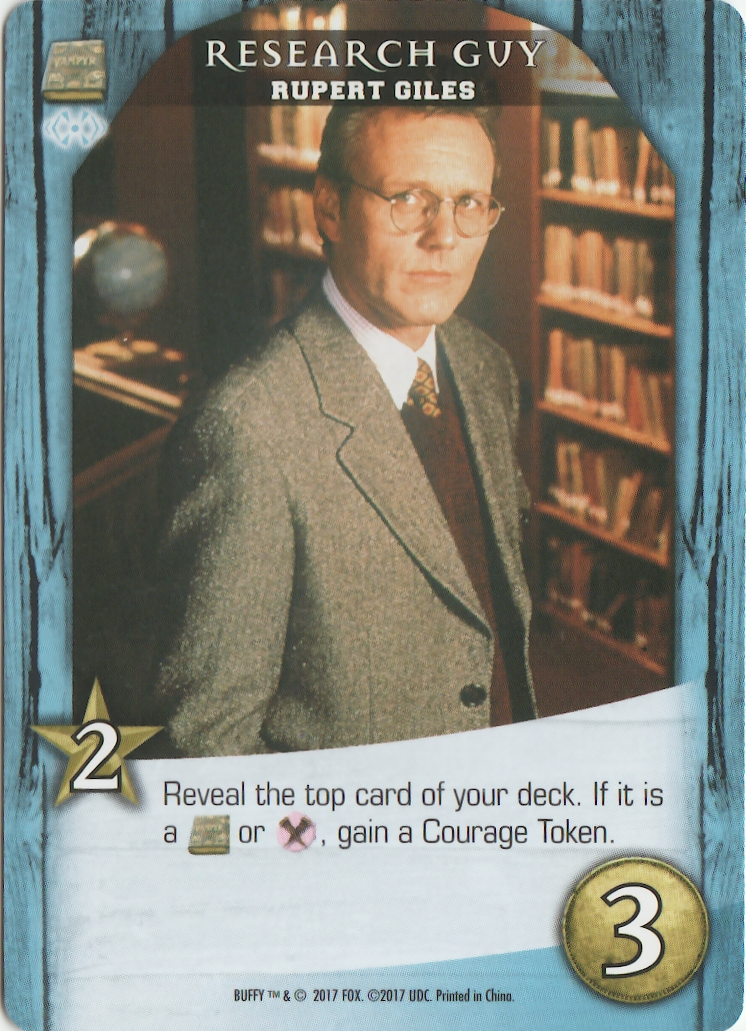 RESEARCH GUY
RUPERT GILES
VAMPYR
2
Reveal the top card of your deck. If it is
a or , gain a Courage Token.
3
BUFFY ™ & © 2017 FOX. ©2017 UDC. Printed in China.